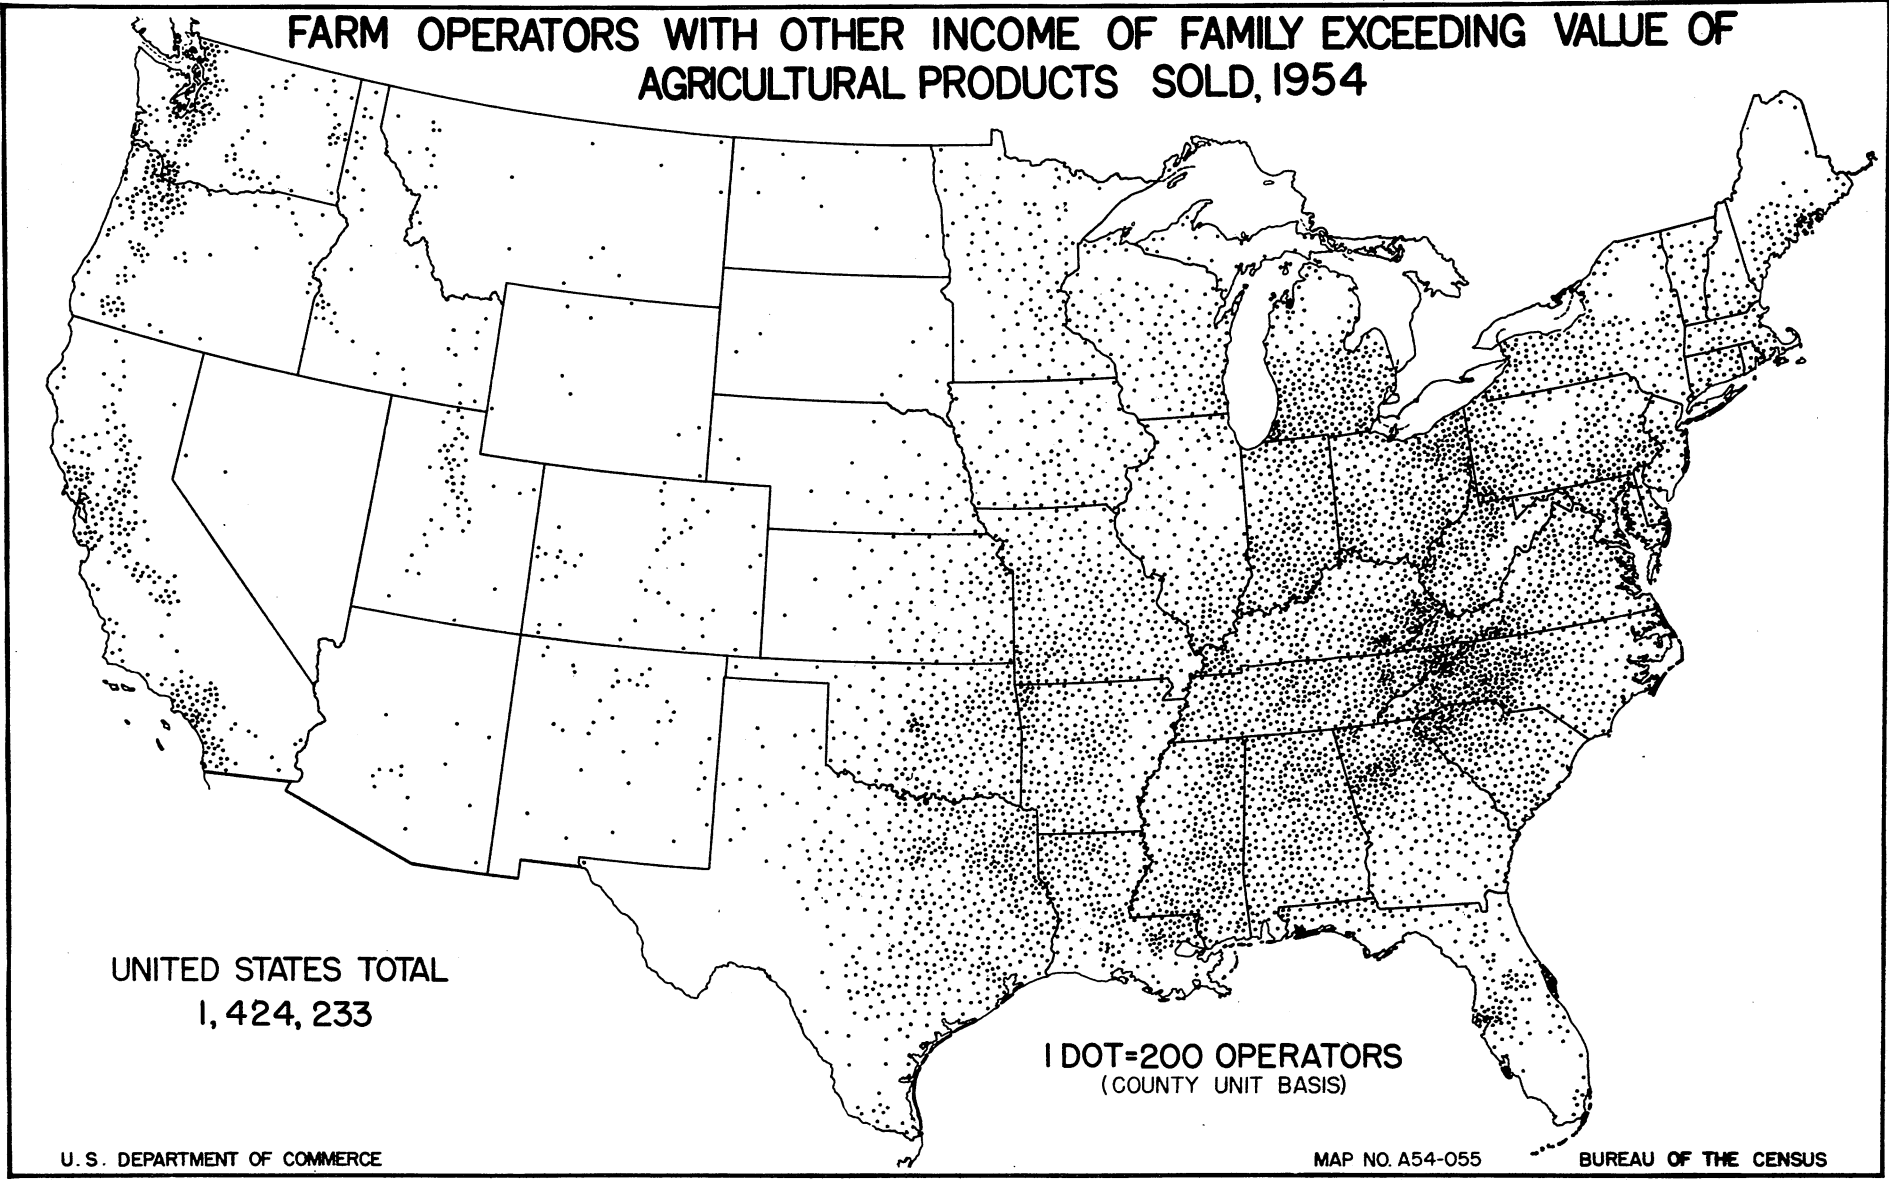 FARM OPERATORS WITH OTHER INCOME OF FAMILY EXCEEDING VALUE OF
AGRICULTURAL PRODUCTS SOLD, 1954
UNITED STATES TOTAL
1,424,233
1 DOT=200 OPERATORS
(COUNTY UNIT BASIS)
U.S. DEPARTMENT OF COMMERCE
MAP NO. A54-055
BUREAU OF THE CENSUS